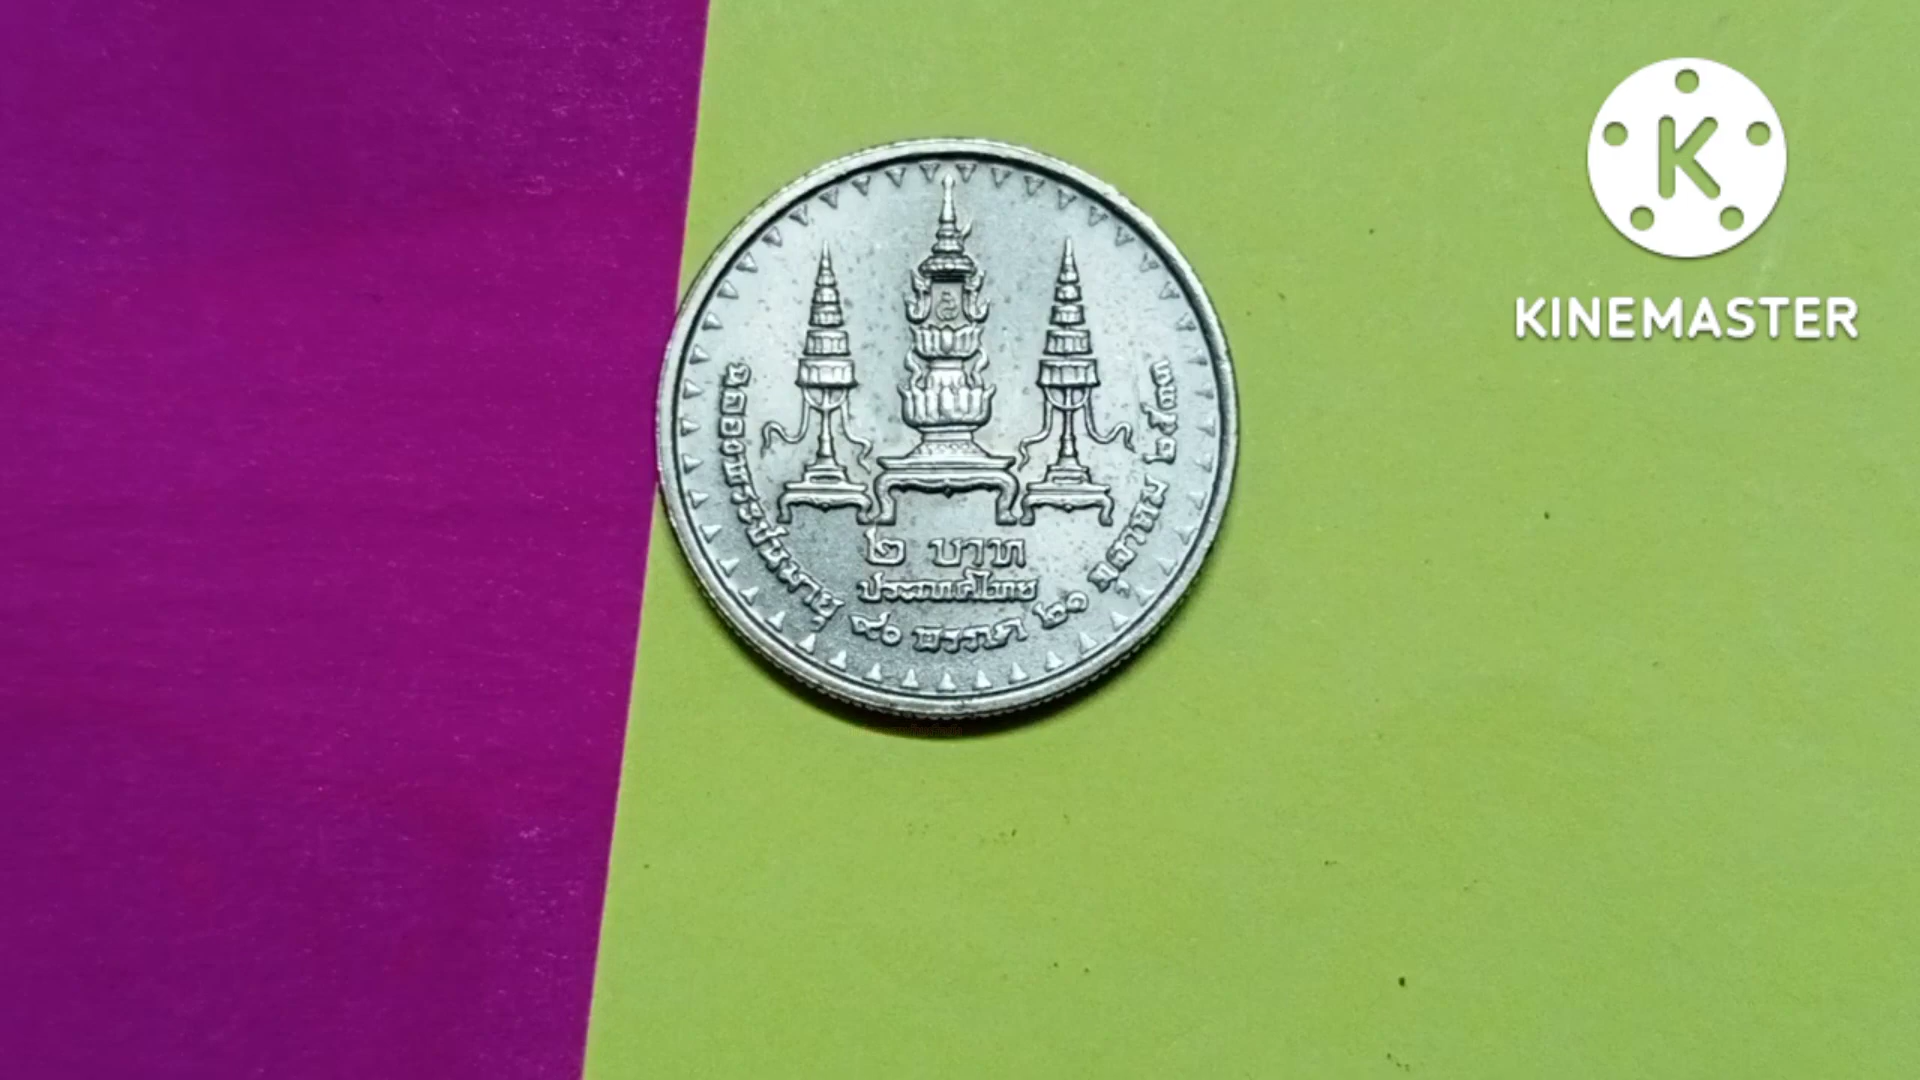 K
KINEMASTER
ฉลองพระชนมายุ ๙๐ พรรษา ๒๑ ตุลาคม ๒๕๓๓
๒ บาท
ประเทศไทย